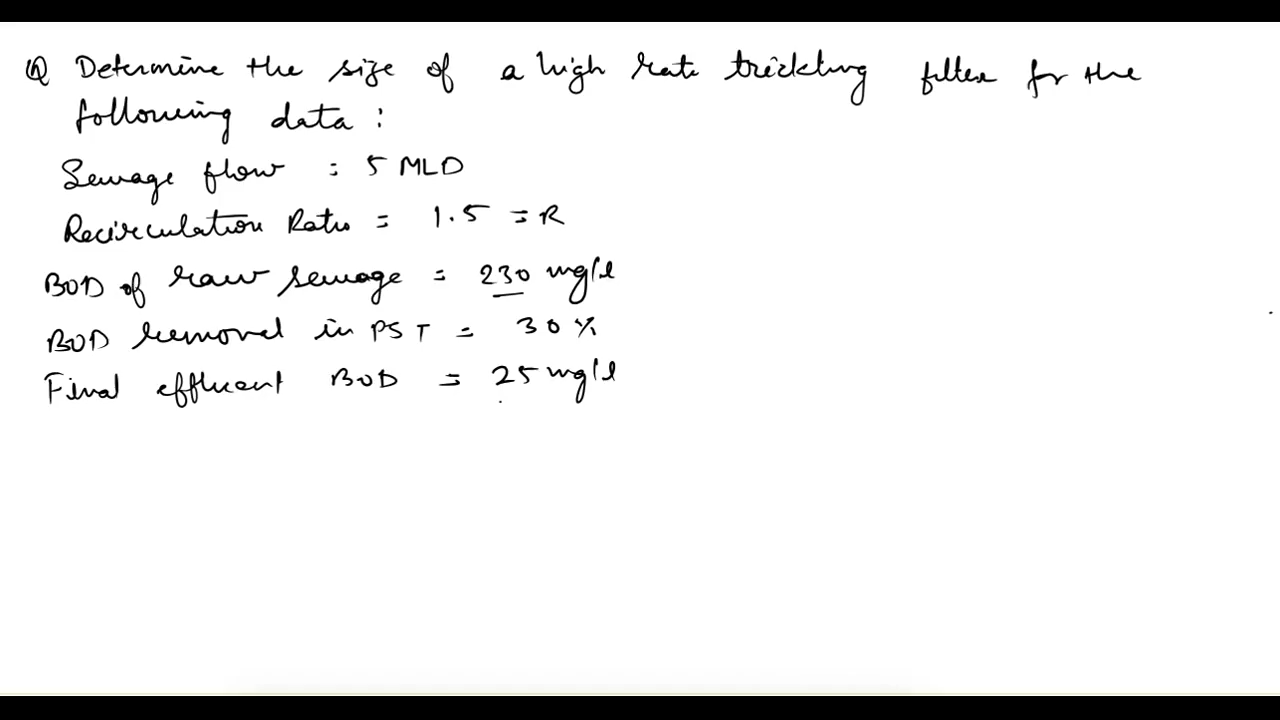 Q Determine the size of a high rate trickling filter for the
following data :
Sewage flow = 5 MLD
Recirculation Ratio = 1.5 = R
BOD of raw sewage = 230 mg/l
BOD removal in PST = 30 %
Final effluent BOD = 25 mg/l